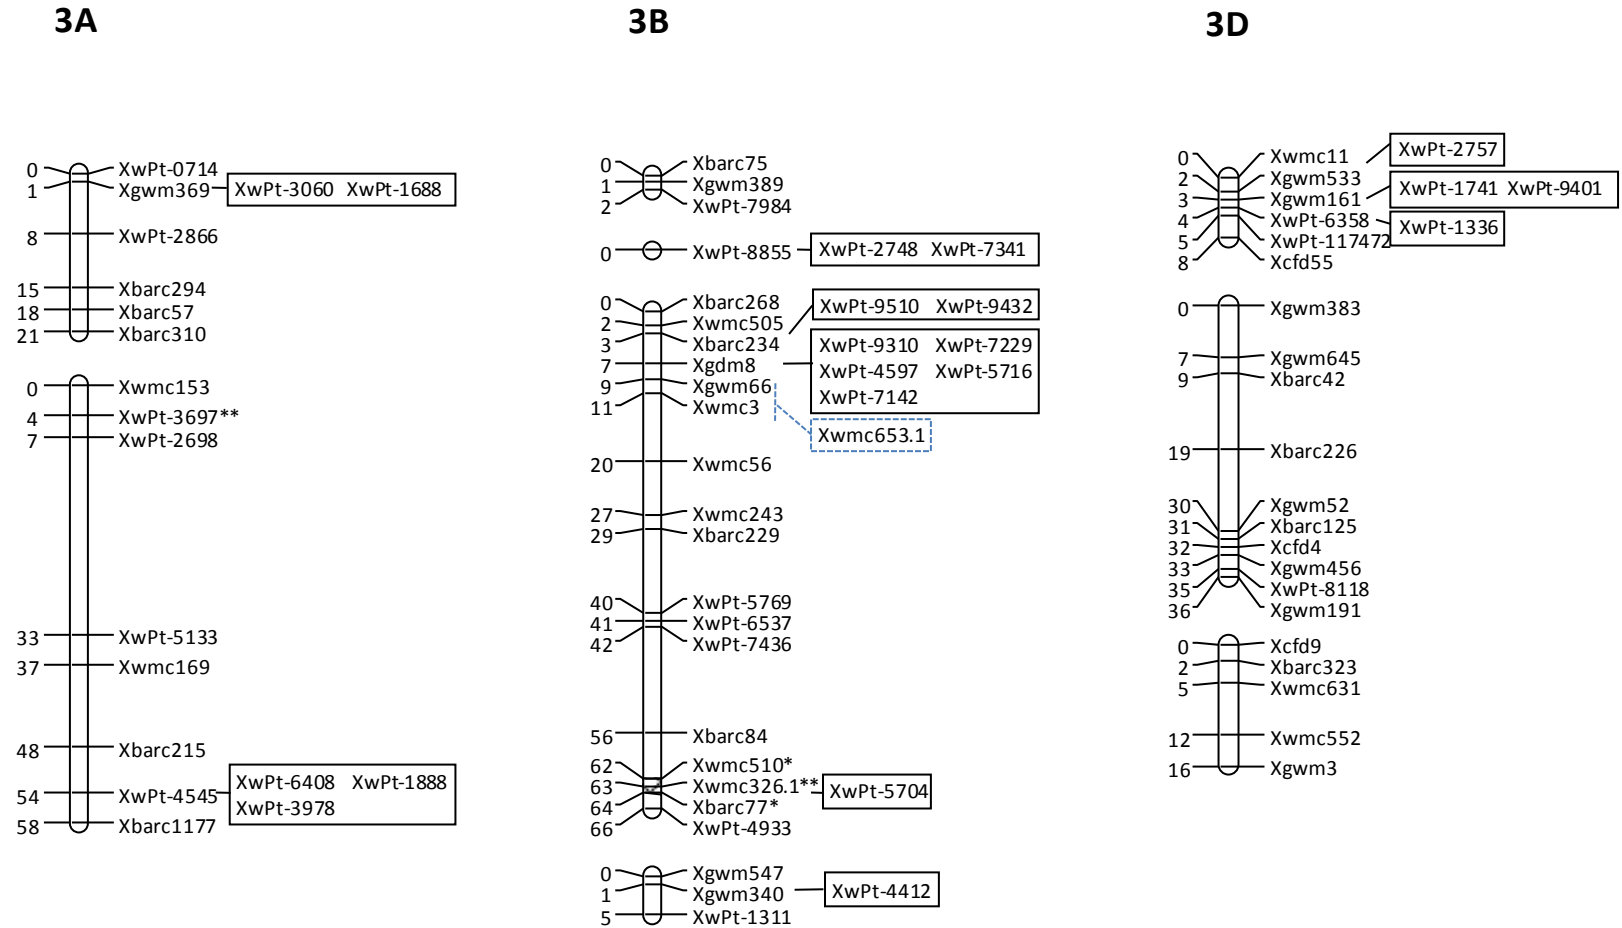 3A
0 XwPt-0714
1 Xgwm369 XwPt-3060 XwPt-1688
8 XwPt-2866
15 Xbarc294
18 Xbarc57
21 Xbarc310
0 Xwmc153
4 XwPt-3697**
7 XwPt-2698
33 XwPt-5133
37 Xwmc169
48 Xbarc215
54 XwPt-4545 XwPt-6408 XwPt-1888
XwPt-3978
58 Xbarc1177
3B
0 Xbarc75
1 Xgwm389
2 XwPt-7984
0 XwPt-8855 XwPt-2748 XwPt-7341
0 Xbarc268
2 Xwmc505
3 Xbarc234
7 Xgdm8
9 Xgwm66
11 Xwmc3
XwPt-9510 XwPt-9432
XwPt-9310 XwPt-7229
XwPt-4597 XwPt-5716
XwPt-7142
Xwmc653.1
20 Xwmc56
27 Xwmc243
29 Xbarc229
40 XwPt-5769
41 XwPt-6537
42 XwPt-7436
56 Xbarc84
62 Xwmc510*
63 Xwmc326.1** XwPt-5704
64 Xbarc77*
66 XwPt-4933
0 Xgwm547
1 Xgwm340 XwPt-4412
5 XwPt-1311
3D
0 Xwmc11 XwPt-2757
2 Xgwm533
3 Xgwm161 XwPt-1741 XwPt-9401
4 XwPt-6358 XwPt-1336
5 XwPt-117472
8 Xcfd55
0 Xgwm383
7 Xgwm645
9 Xbarc42
19 Xbarc226
30 Xgwm52
31 Xbarc125
32 Xcfd4
33 Xgwm456
35 XwPt-8118
36 Xgwm191
0 Xcfd9
2 Xbarc323
5 Xwmc631
12 Xwmc552
16 Xgwm3